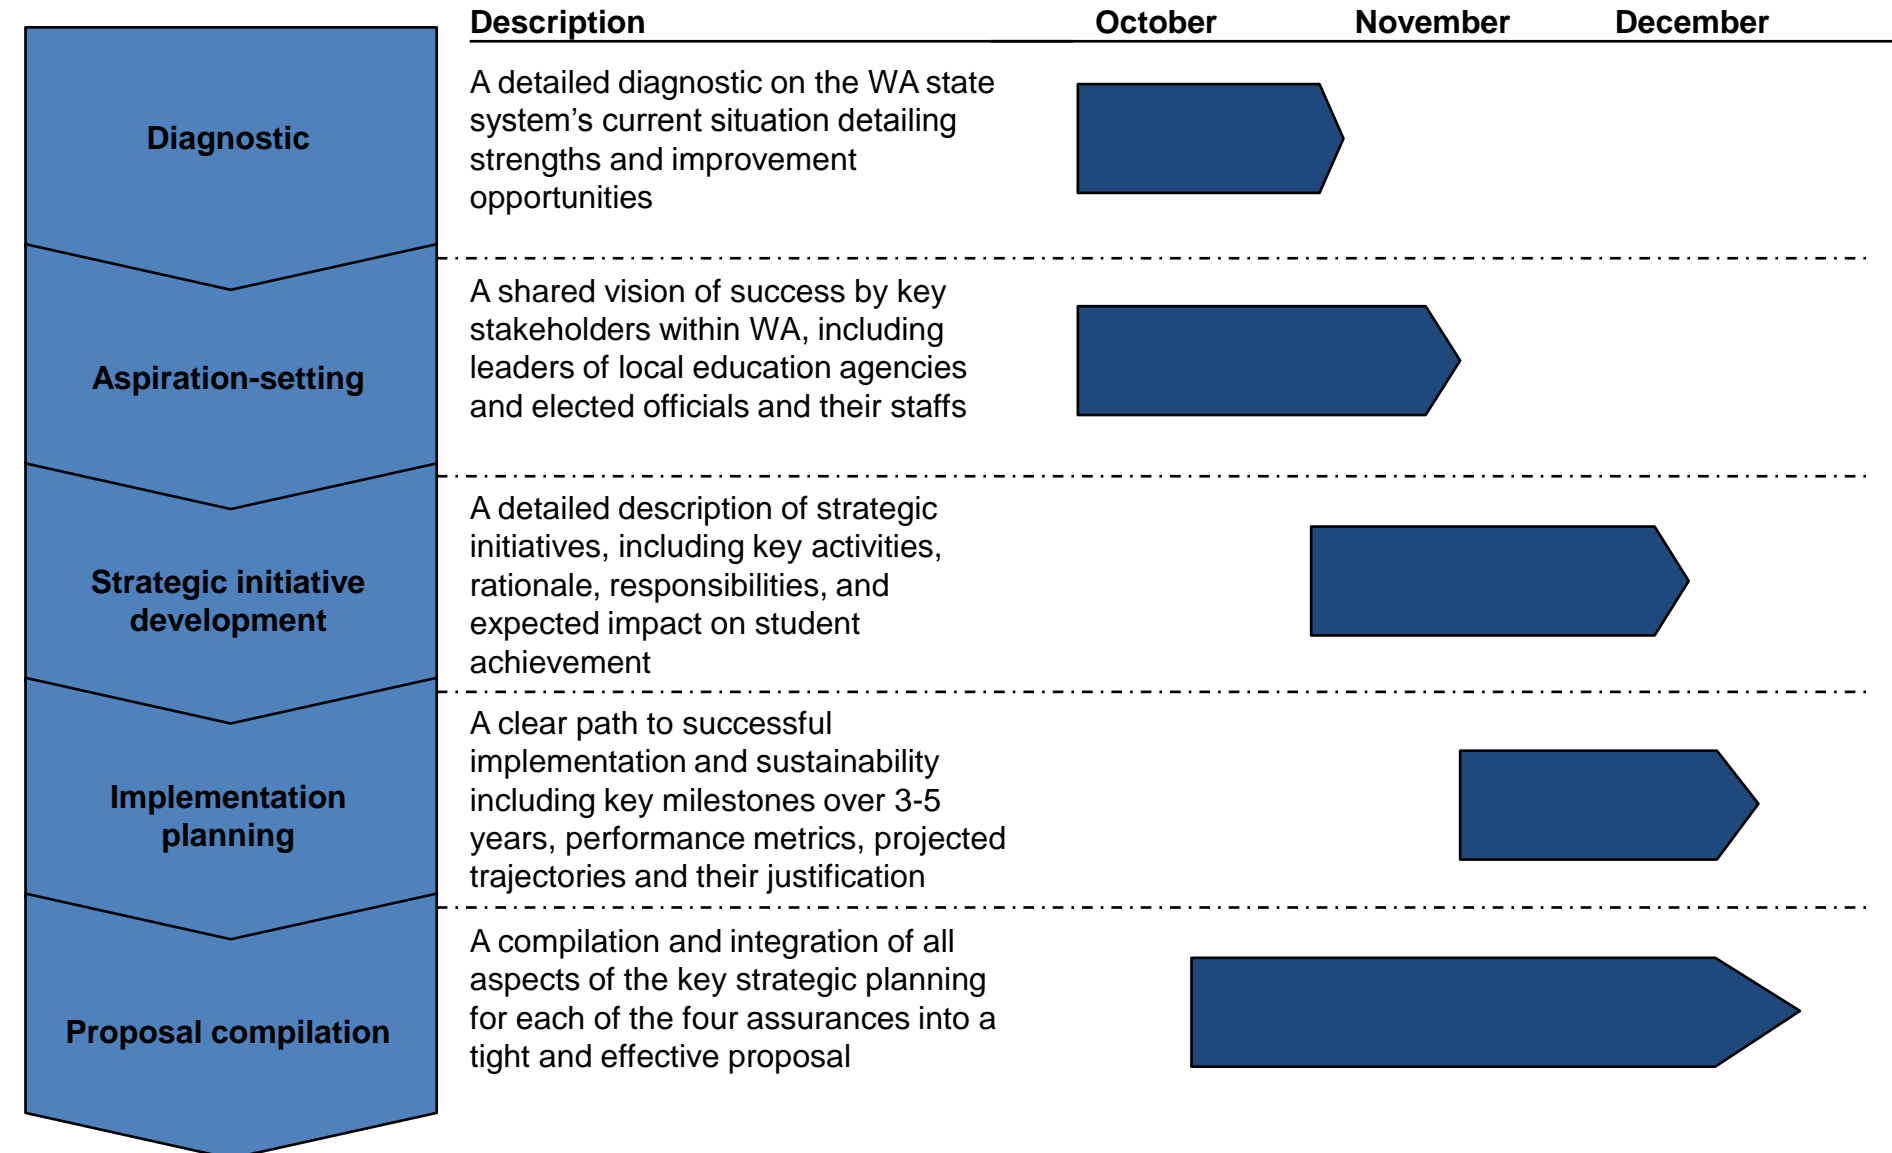 Description October November December
Diagnostic
A detailed diagnostic on the WA state
system’s current situation detailing
strengths and improvement
opportunities
Aspiration-setting
A shared vision of success by key
stakeholders within WA, including
leaders of local education agencies
and elected officials and their staffs
Strategic initiative
development
A detailed description of strategic
initiatives, including key activities,
rationale, responsibilities, and
expected impact on student
achievement
Implementation
planning
A clear path to successful
implementation and sustainability
including key milestones over 3-5
years, performance metrics, projected
trajectories and their justification
Proposal compilation
A compilation and integration of all
aspects of the key strategic planning
for each of the four assurances into a
tight and effective proposal